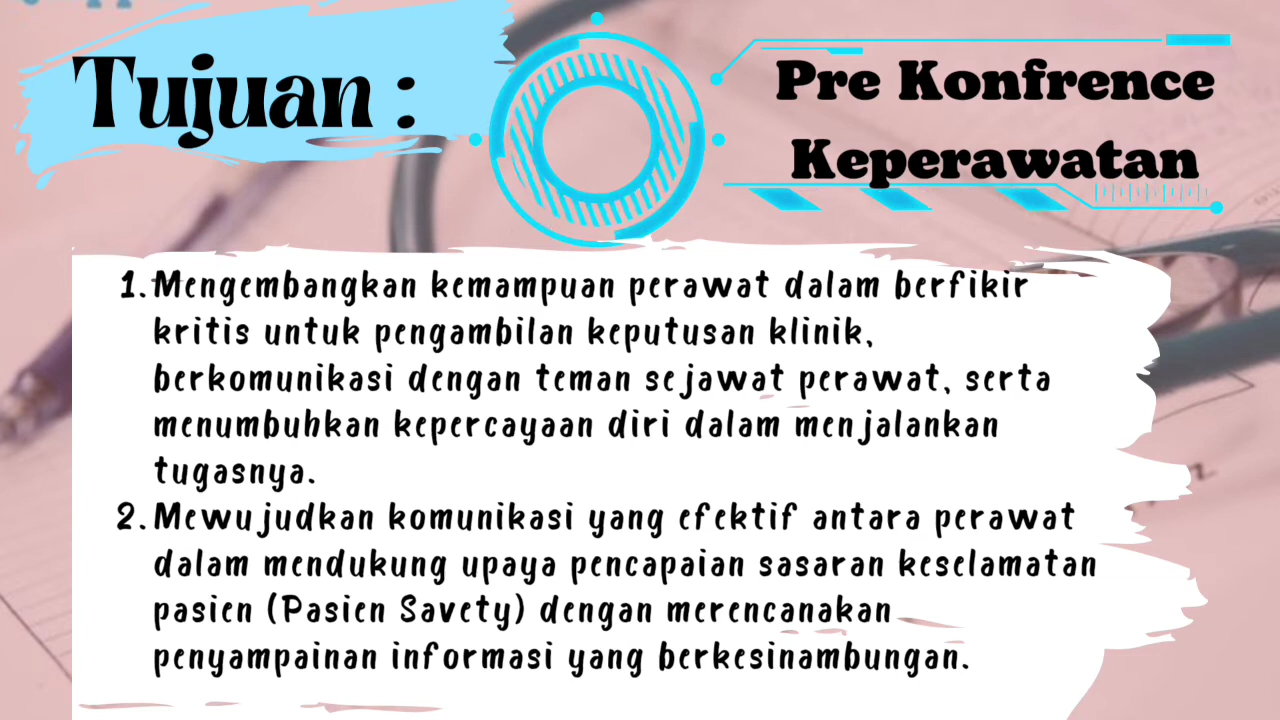 Tujuan :
Pre Konfrence
Keperawatan
1. Mengembangkan kemampuan perawat dalam berfikir
kritis untuk pengambilan keputusan klinik,
berkomunikasi dengan teman sejawat perawat, serta
menumbuhkan kepercayaan diri dalam menjalankan
tugasnya.
2. Mewujudkan komunikasi yang efektif antara perawat
dalam mendukung upaya pencapaian sasaran keselamatan
pasien (Pasien Savety) dengan merencanakan
penyampainan informasi yang berkesinambungan.